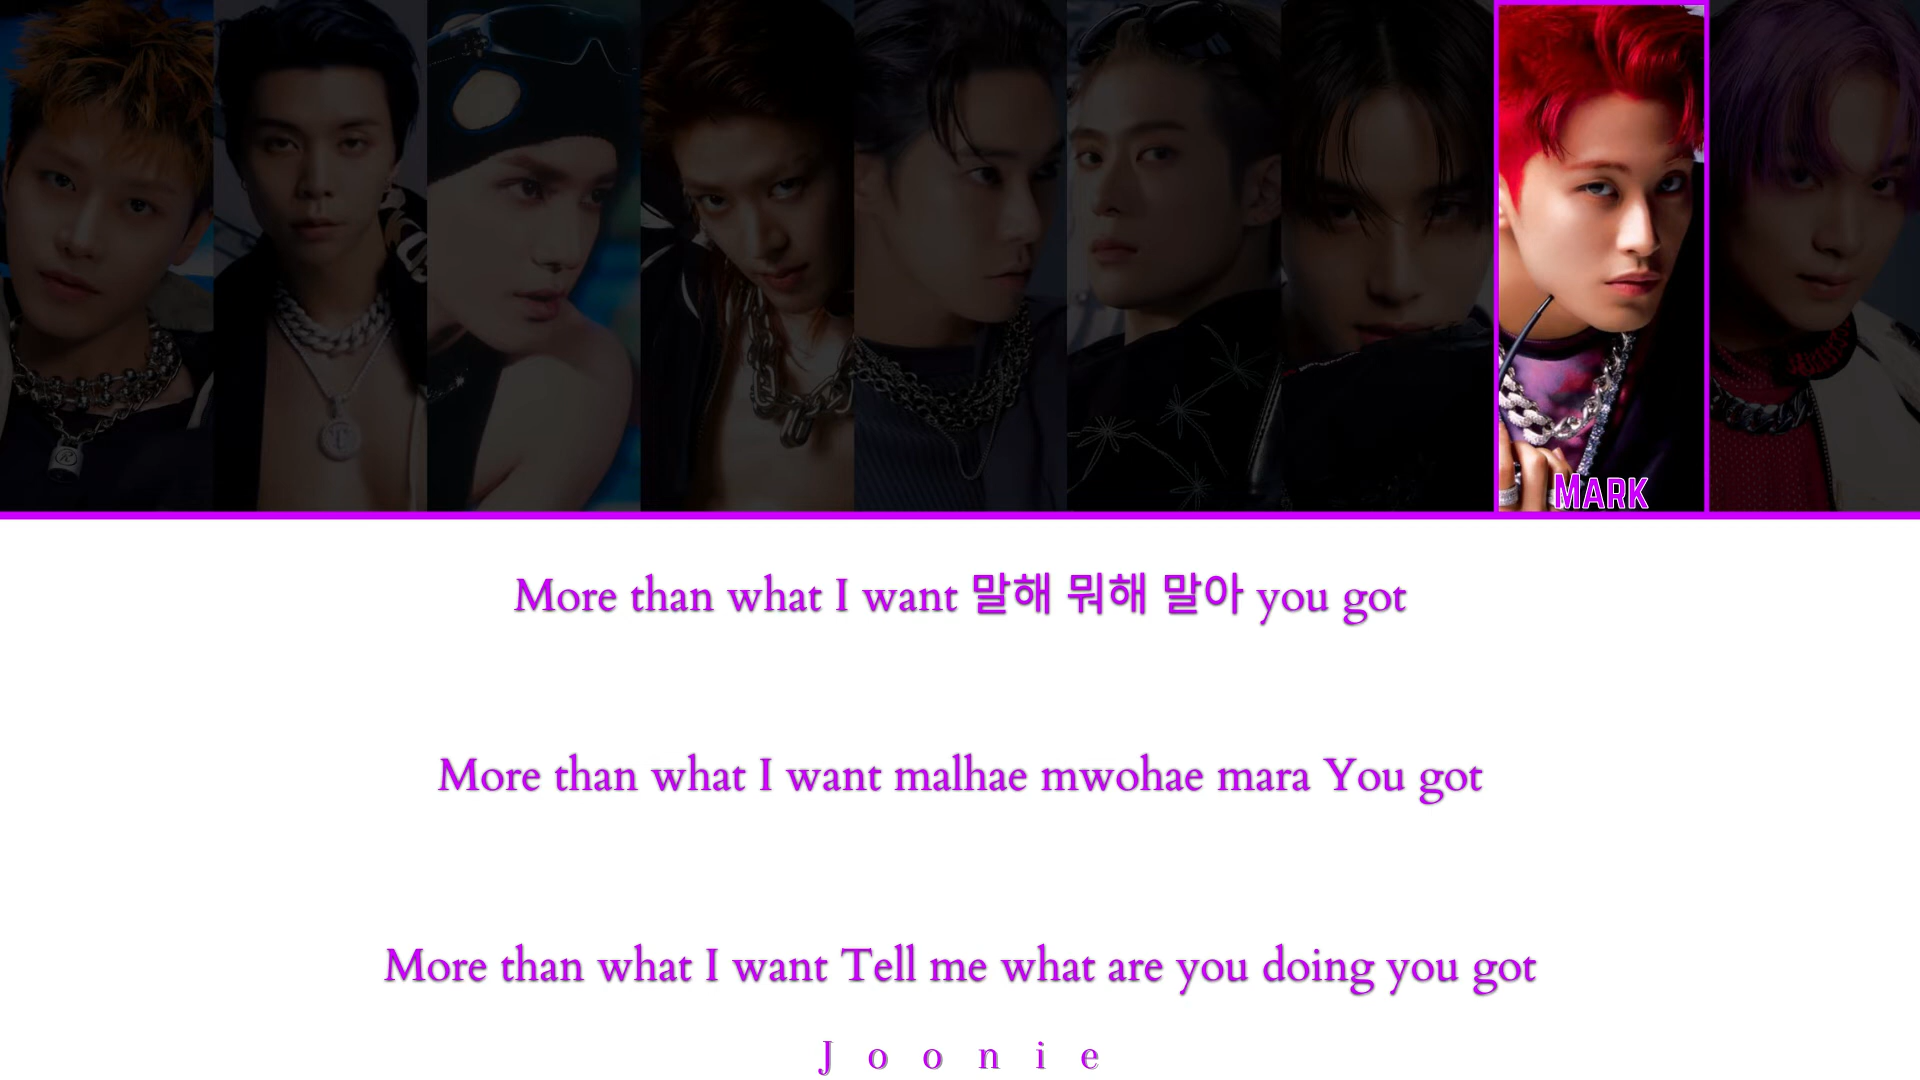 MARK
More than what I want 말해 뭐해 말아 you got
More than what I want malhae mwohae mara You got
More than what I want Tell me what are you doing you got
Joonie